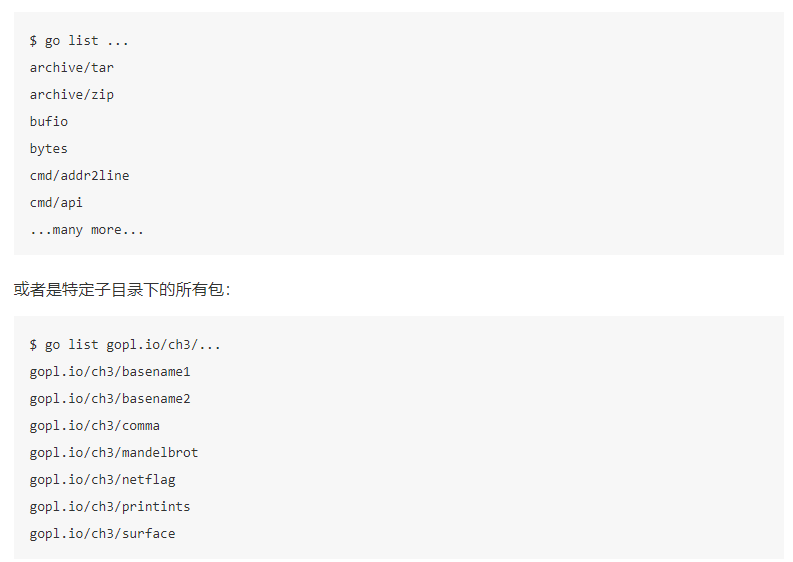 $ go list ...
archive/tar
archive/zip
bufio
bytes
cmd/addr2line
cmd/api
...many more...
或者是特定子目录下的所有包：
$ go list gopl.io/ch3/...
gopl.io/ch3/basename1
gopl.io/ch3/basename2
gopl.io/ch3/comma
gopl.io/ch3/mandelbrot
gopl.io/ch3/netflag
gopl.io/ch3/printints
gopl.io/ch3/surface